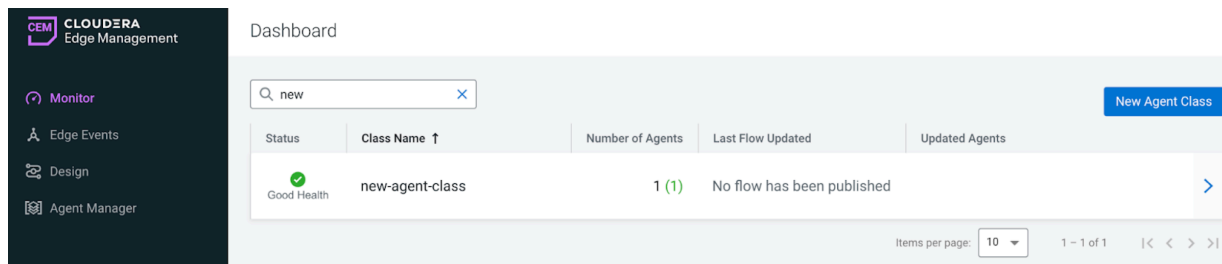 CEM CLOUDERA
Edge Management
Dashboard
Monitor
Edge Events
Design
Agent Manager
new
New Agent Class
Status Class Name ↑ Number of Agents Last Flow Updated Updated Agents
Good Health new-agent-class 1 (1) No flow has been published
Items per page: 10 1 – 1 of 1